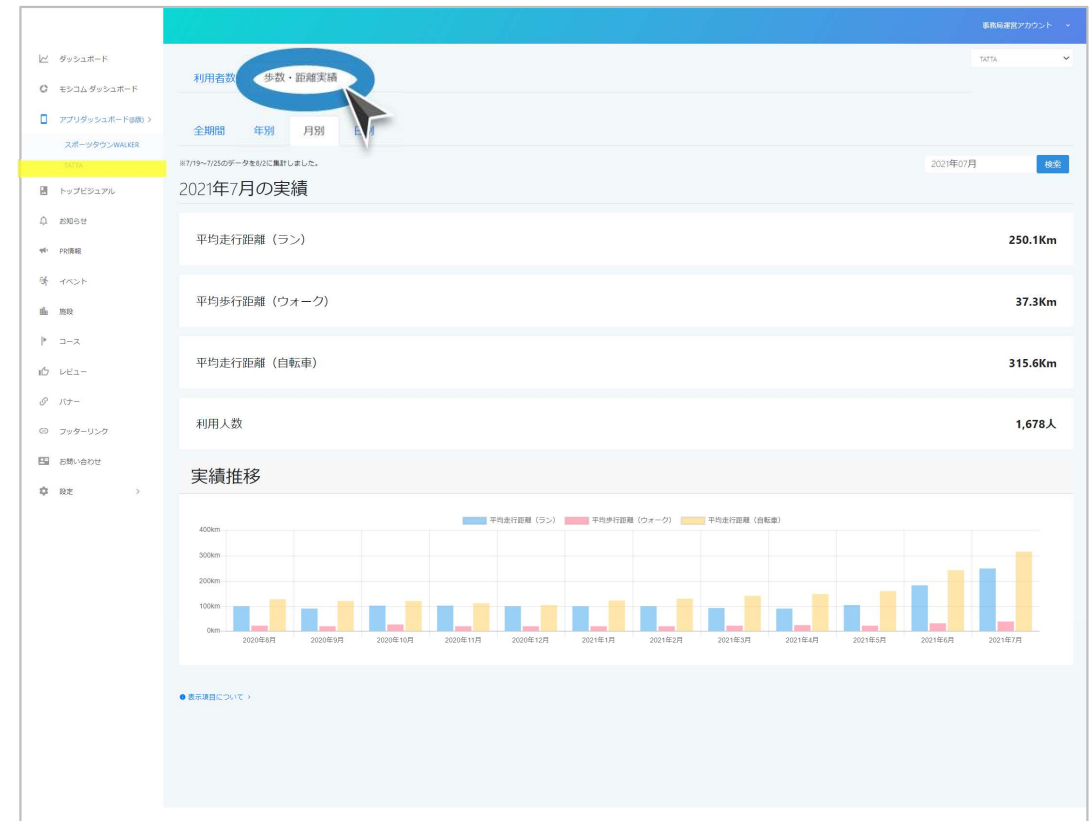 事務局運営アカウント
ダッシュボード
モシコム ダッシュボード
アプリダッシュボード(β版)
スポーツタウンWALKER
TATTA
トップビジュアル
お知らせ
PR情報
イベント
施設
コース
レビュー
バナー
フッターリンク
お問い合わせ
設定
TATTA
利用者数 歩数・距離実績
全期間 年別 月別
※7/19～7/25のデータを8/2に集計しました。
2021年07月 検索
2021年7月の実績
平均走行距離（ラン） 250.1Km
平均歩行距離（ウォーク） 37.3Km
平均走行距離（自転車） 315.6Km
利用人数 1,678人
実績推移
平均走行距離（ラン） 平均歩行距離（ウォーク） 平均走行距離（自転車）
400km
300km
200km
100km
0km
2020年8月 2020年9月 2020年10月 2020年11月 2020年12月 2021年1月 2021年2月 2021年3月 2021年4月 2021年5月 2021年6月 2021年7月
表示項目について